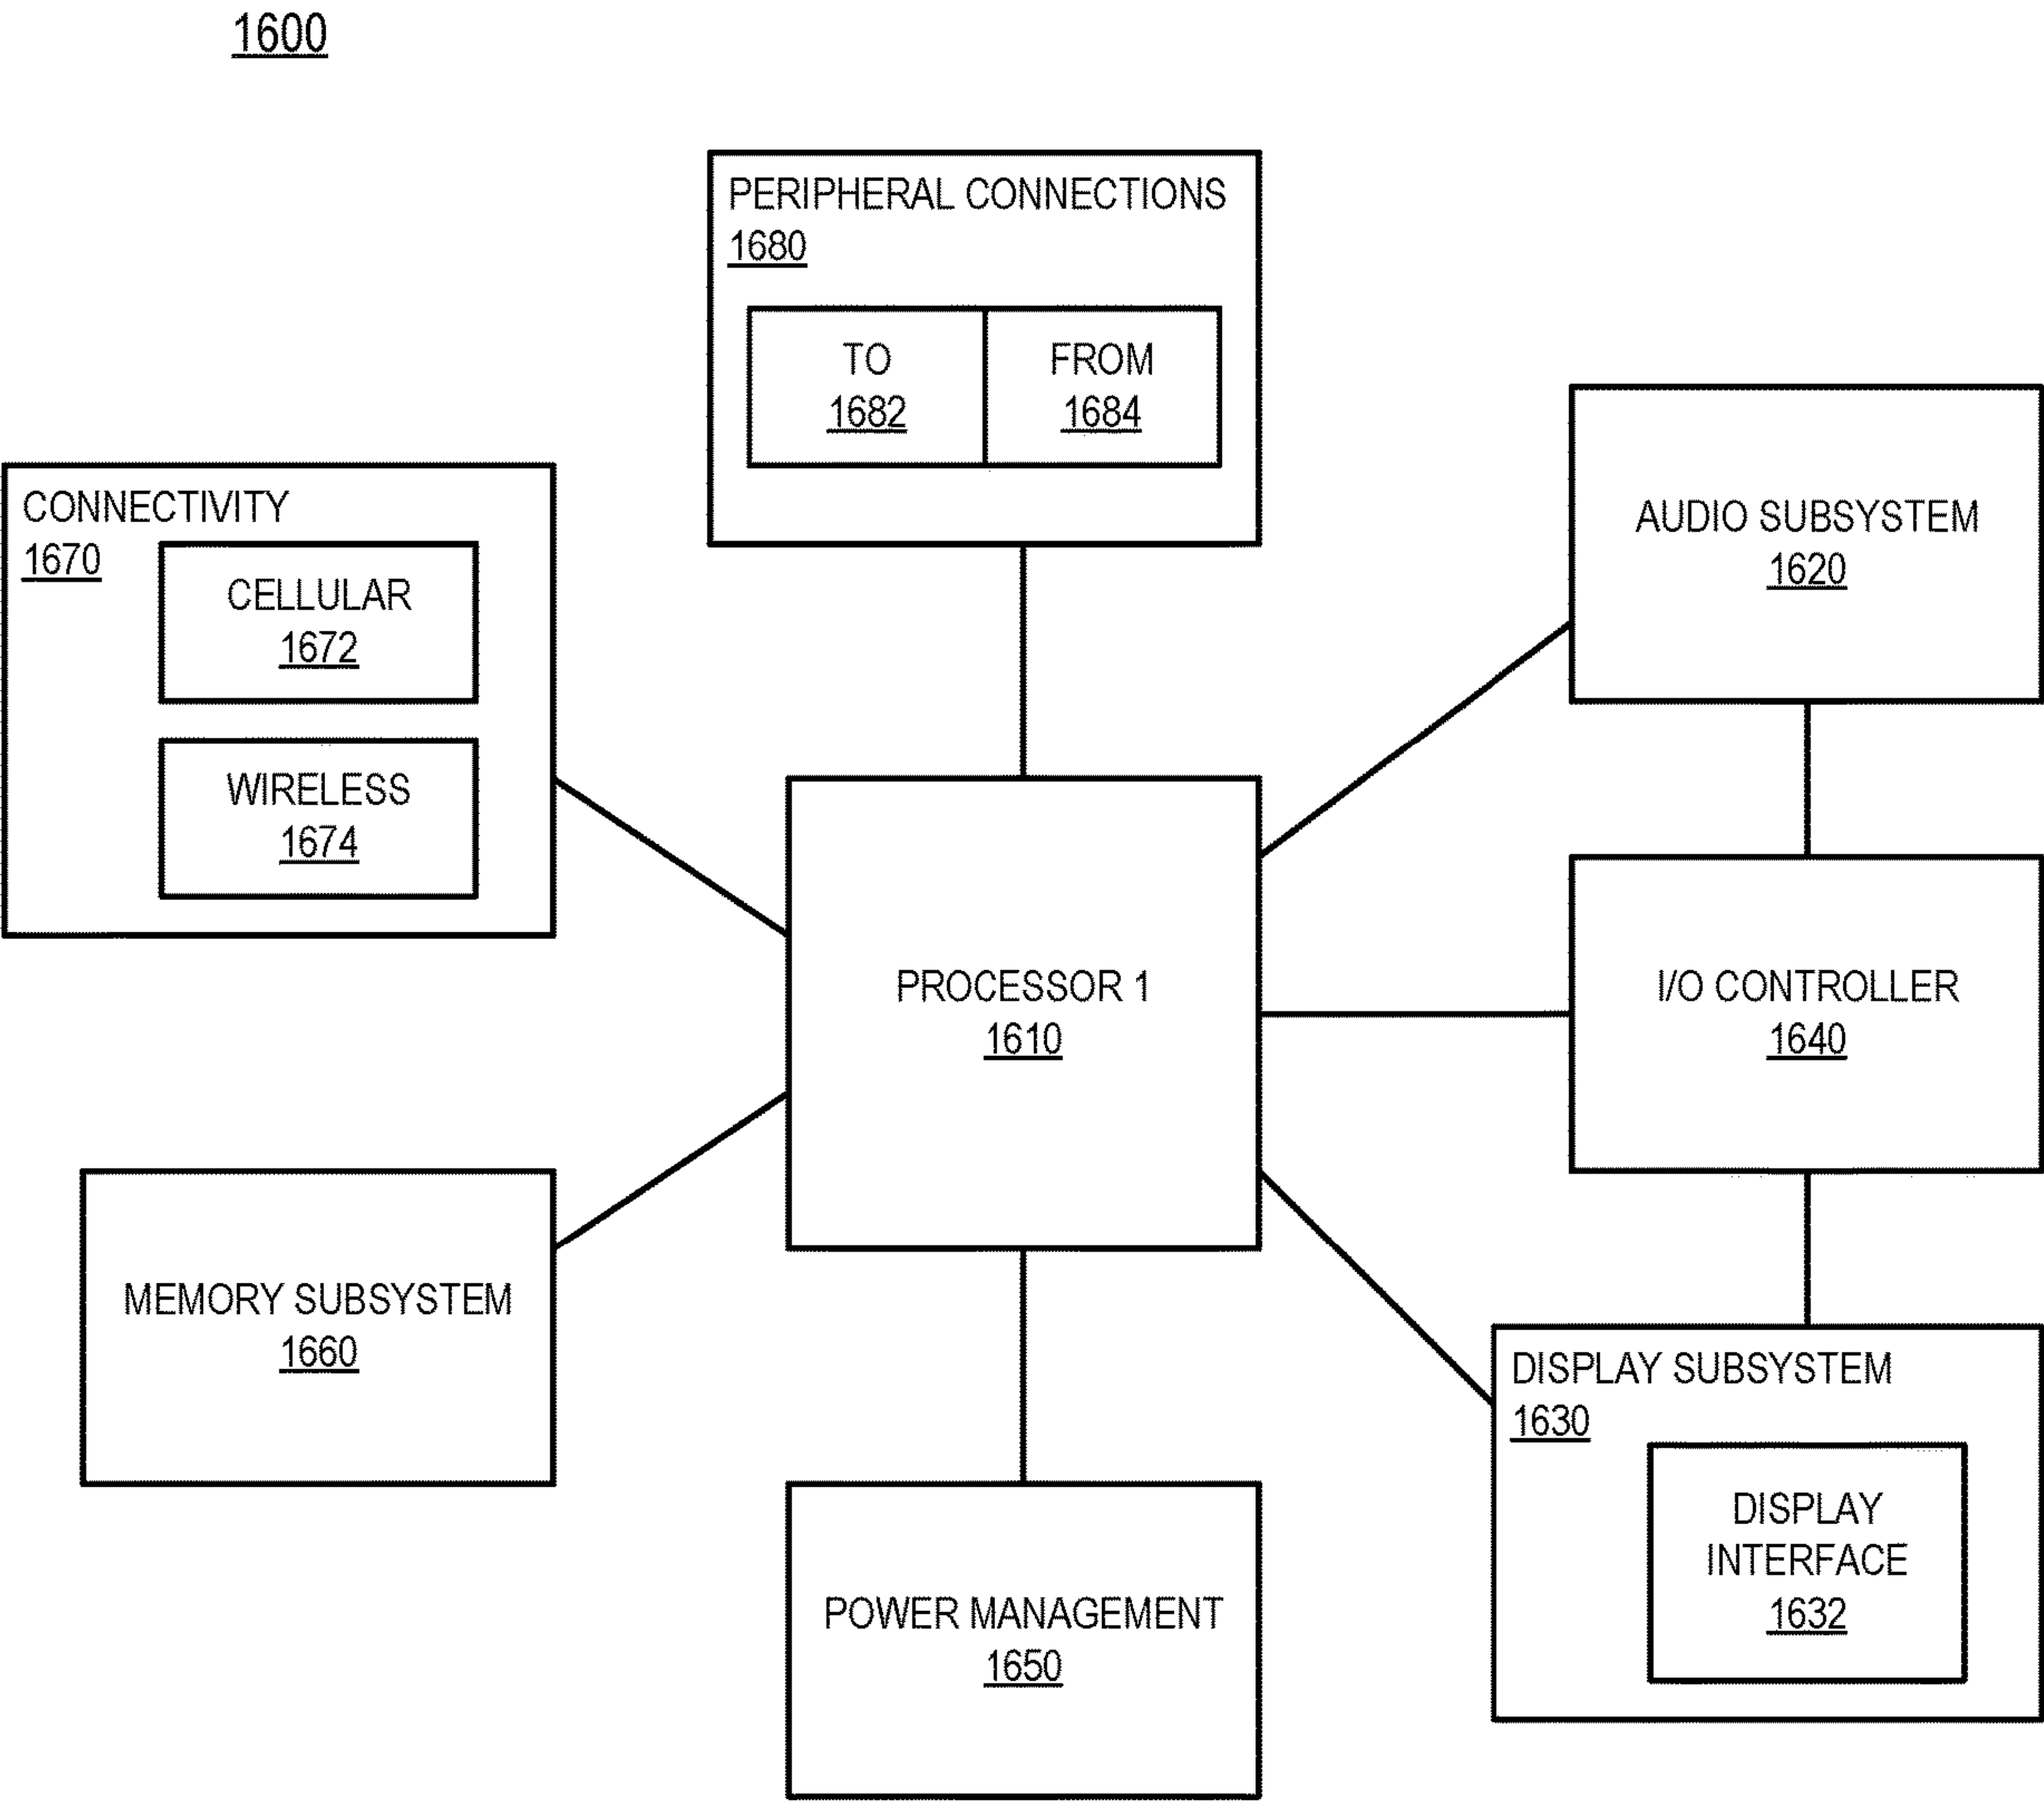 1600
PERIPHERAL CONNECTIONS
1680
TO
1682
FROM
1684
CONNECTIVITY
1670
CELLULAR
1672
WIRELESS
1674
AUDIO SUBSYSTEM
1620
PROCESSOR 1
1610
I/O CONTROLLER
1640
MEMORY SUBSYSTEM
1660
POWER MANAGEMENT
1650
DISPLAY SUBSYSTEM
1630
DISPLAY
INTERFACE
1632